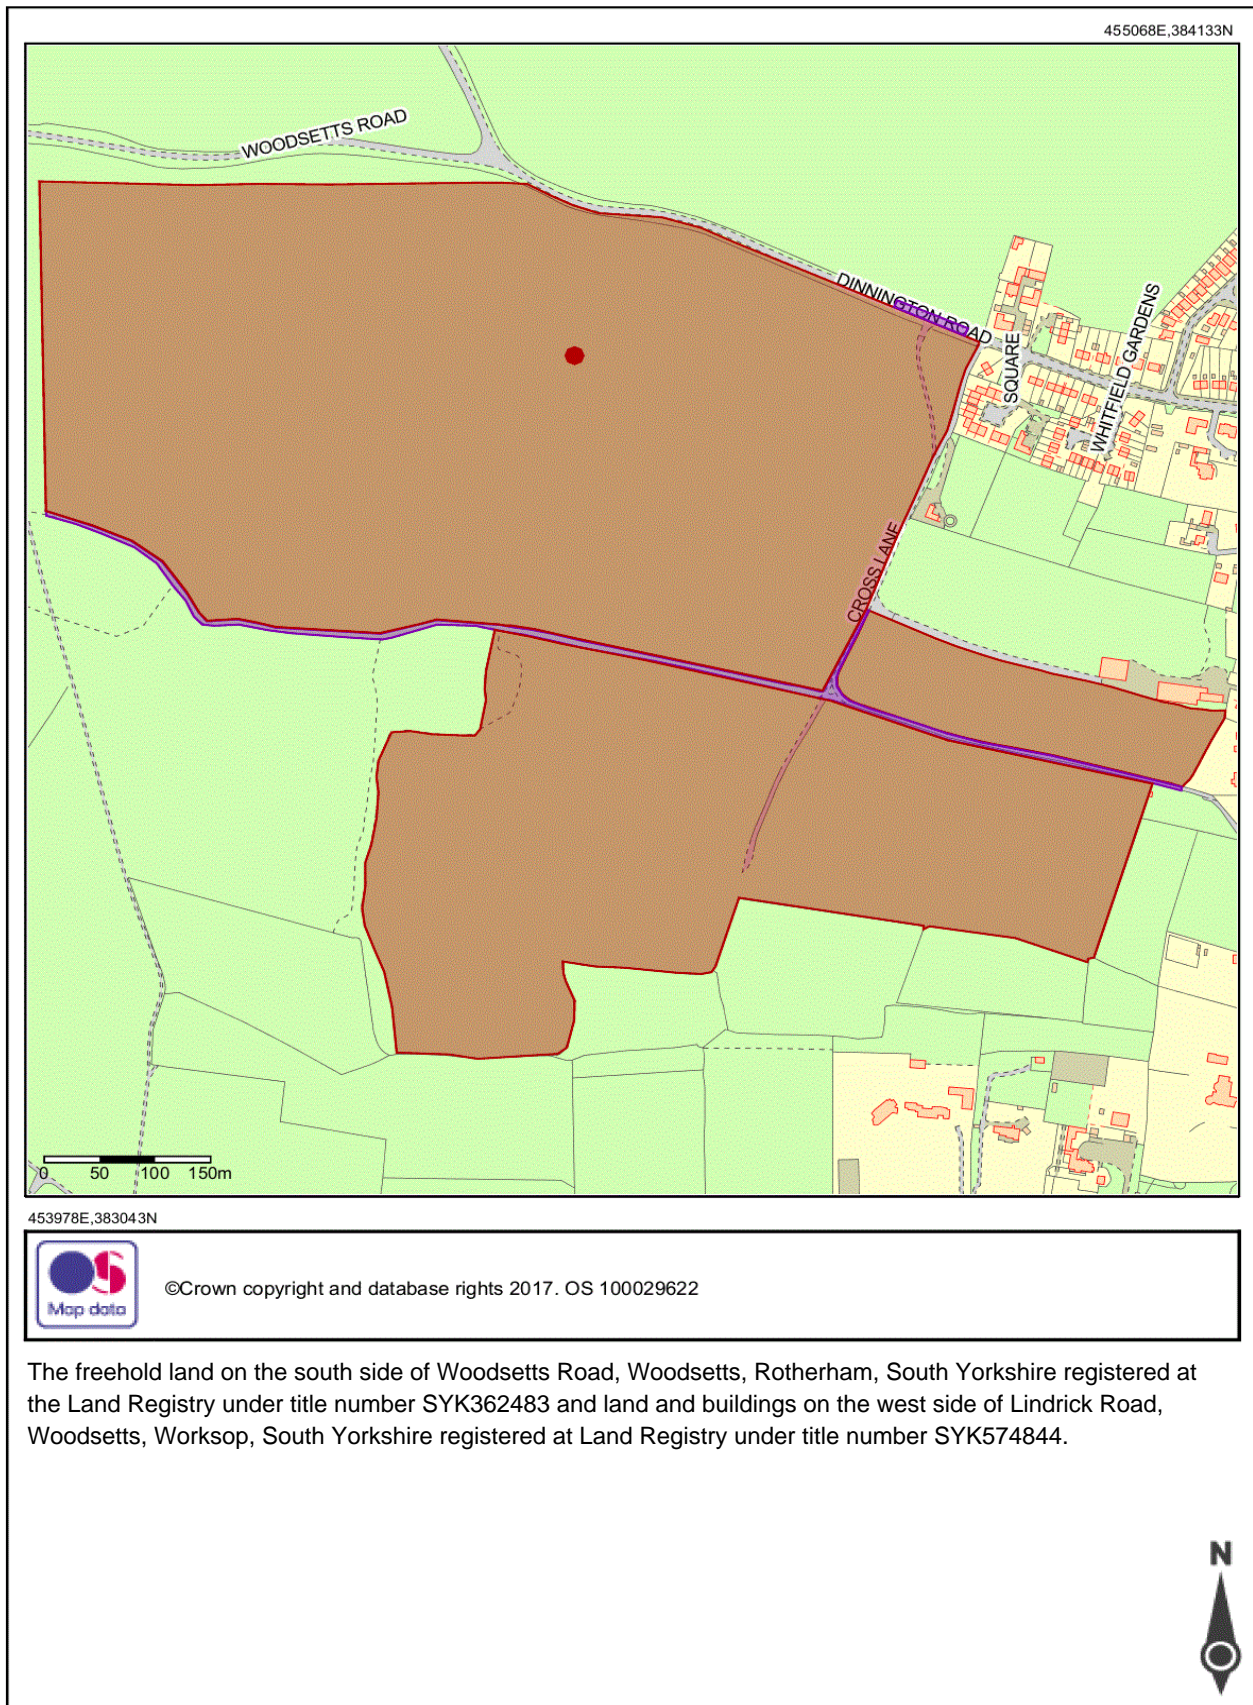 455068E,384133N
WOODSETTS ROAD
DINNINGTON ROAD
SQUARE
WHITFIELD GARDENS
CROSS LANE
0 50 100 150m
453978E,383043N
OS
Map data
©Crown copyright and database rights 2017. OS 100029622
The freehold land on the south side of Woodsetts Road, Woodsetts, Rotherham, South Yorkshire registered at
the Land Registry under title number SYK362483 and land and buildings on the west side of Lindrick Road,
Woodsetts, Worksop, South Yorkshire registered at Land Registry under title number SYK574844.
N